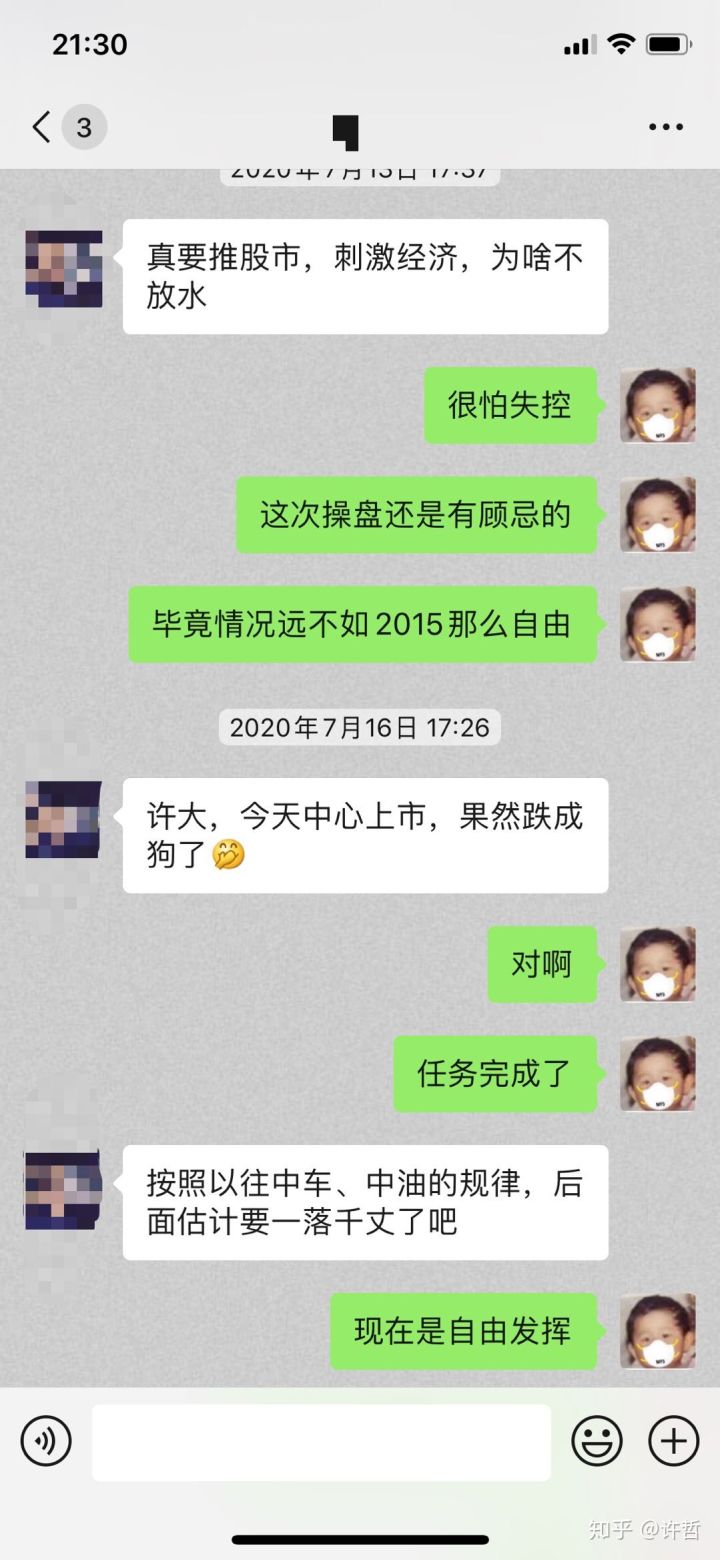 21:30
3
2020年7月13日 17:37
真要推股市，刺激经济，为啥不
放水
很怕失控
这次操盘还是有顾忌的
毕竟情况远不如2015那么自由
2020年7月16日 17:26
许大，今天中心上市，果然跌成
狗了🤭
对啊
任务完成了
按照以往中车、中油的规律，后
面估计要一落千丈了吧
现在是自由发挥
知乎 @许哲